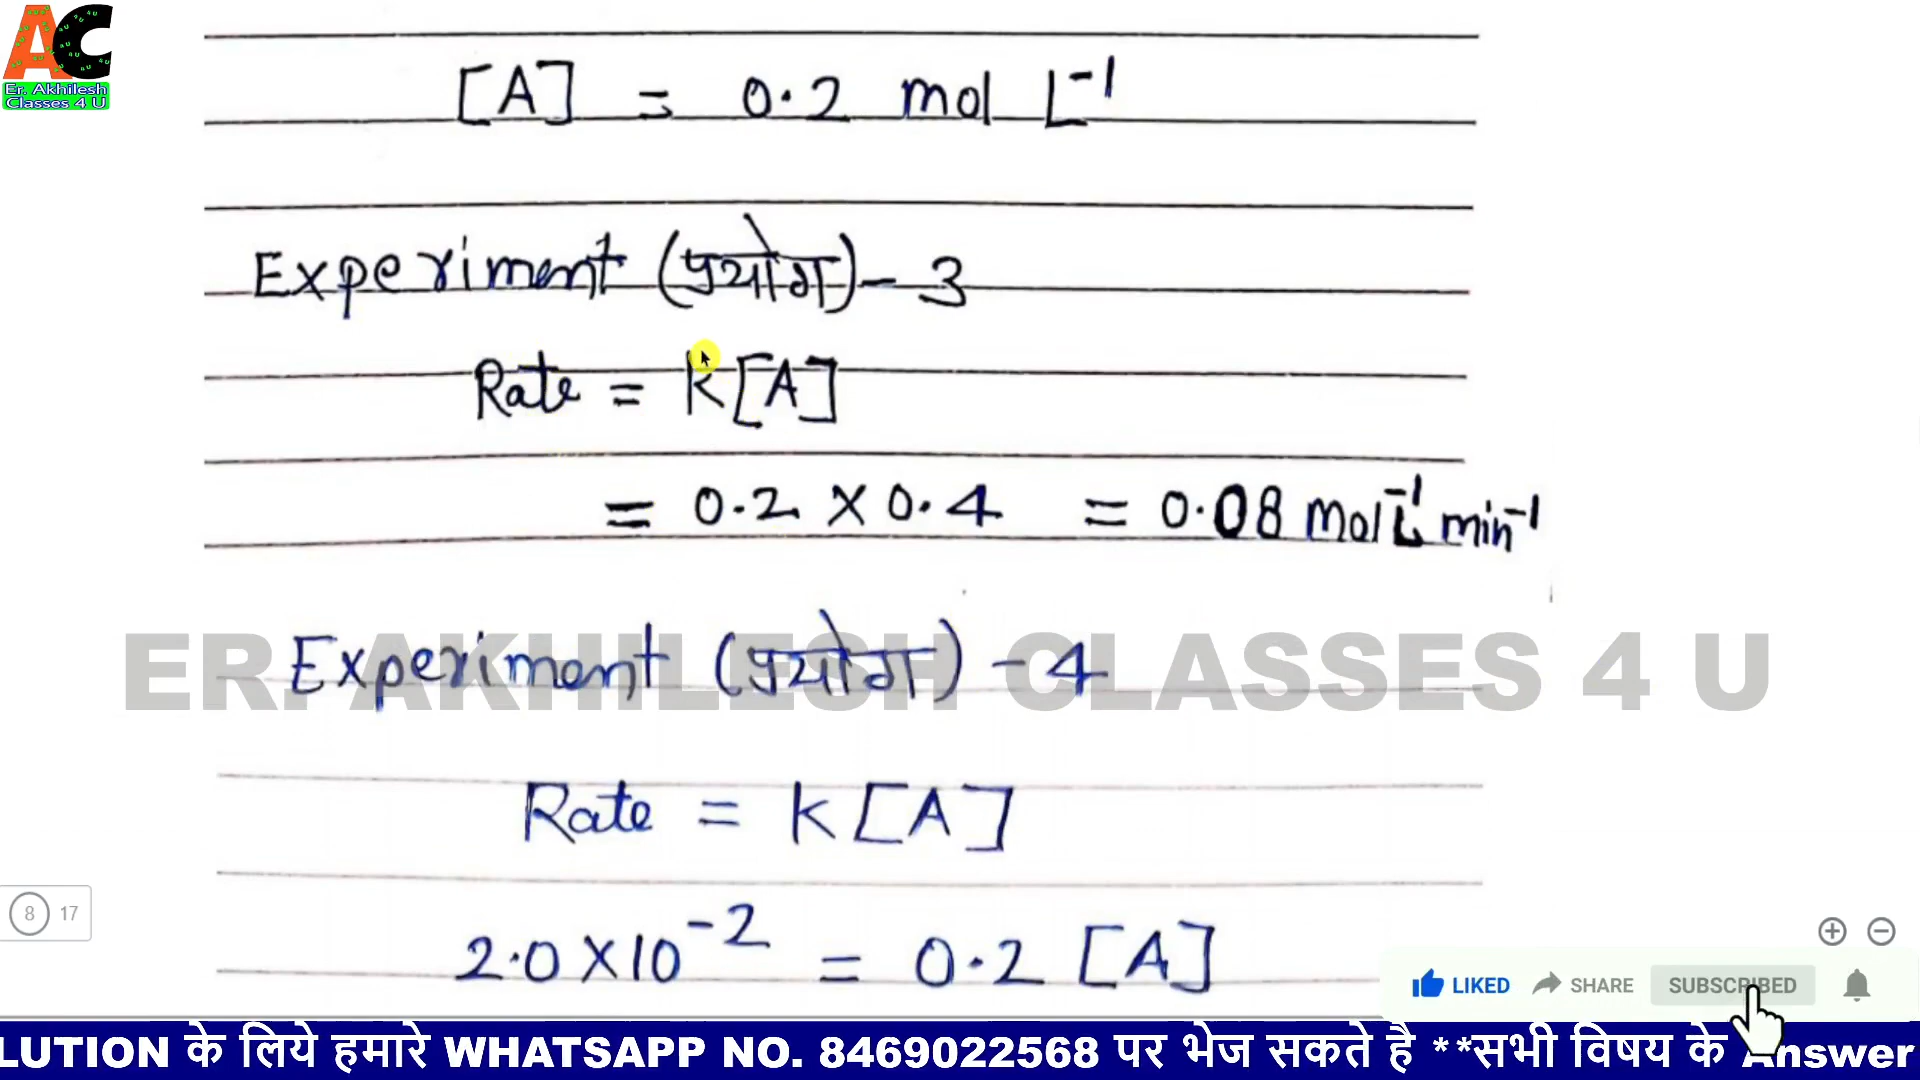 AC
Er. Akhilesh
Classes 4 U
[A] = 0.2 mol L⁻¹
Experiment (प्रयोग) - 3
Rate = K[A]
= 0.2 × 0.4 = 0.08 mol L⁻¹ min⁻¹
ER. AKHILESH CLASSES 4 U
Experiment (प्रयोग) - 4
Rate = K[A]
2.0 × 10⁻² = 0.2 [A]
8 17
LIKED SHARE SUBSCRIBED
LUTION के लिये हमारे WHATSAPP NO. 8469022568 पर भेज सकते है **सभी विषय के Answer